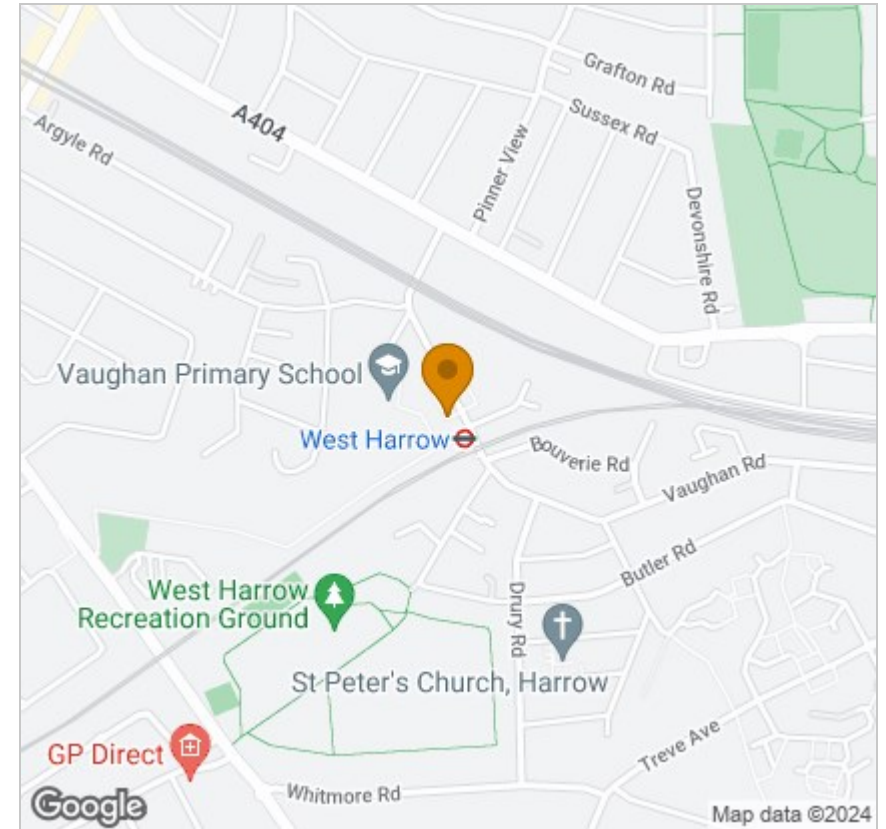 Grafton Rd
Sussex Rd
A404
Argyle Rd
Pinner View
Devonshire Rd
Vaughan Primary School
West Harrow
Bouverie Rd
Vaughan Rd
Butler Rd
West Harrow
Recreation Ground
Drury Rd
St Peter's Church, Harrow
GP Direct
Treve Ave
Whitmore Rd
Google
Map data ©2024